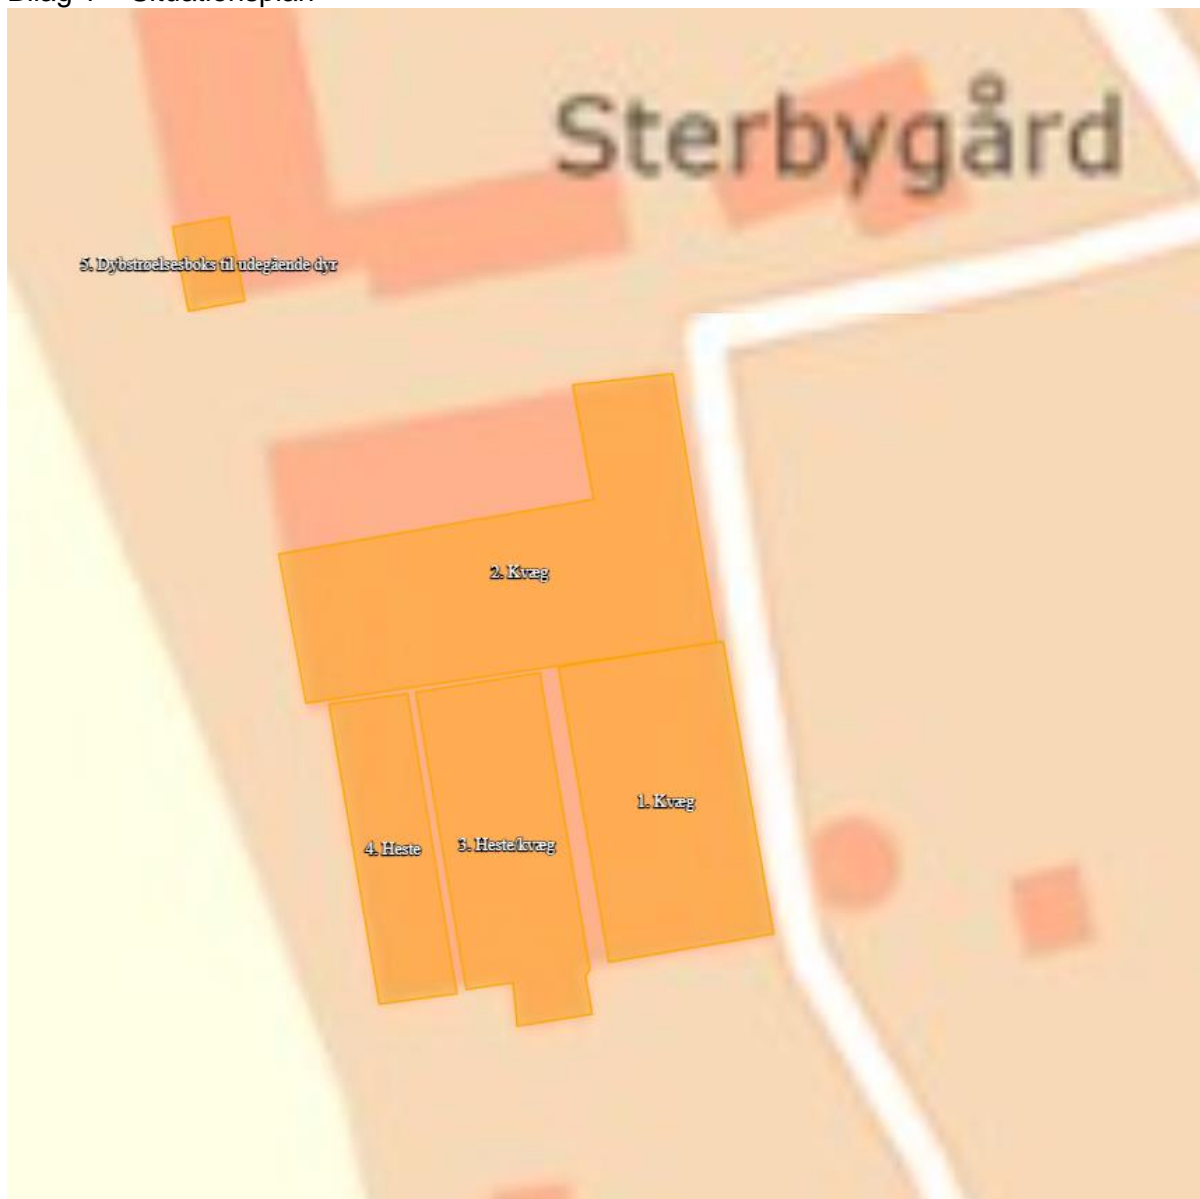 Bilag 1 – Situationsplan
Sterbygård
5. Dybstrøelsesboks til udegående dyr
2. Kvæg
1. Kvæg
4. Heste
3. Heste/kvæg